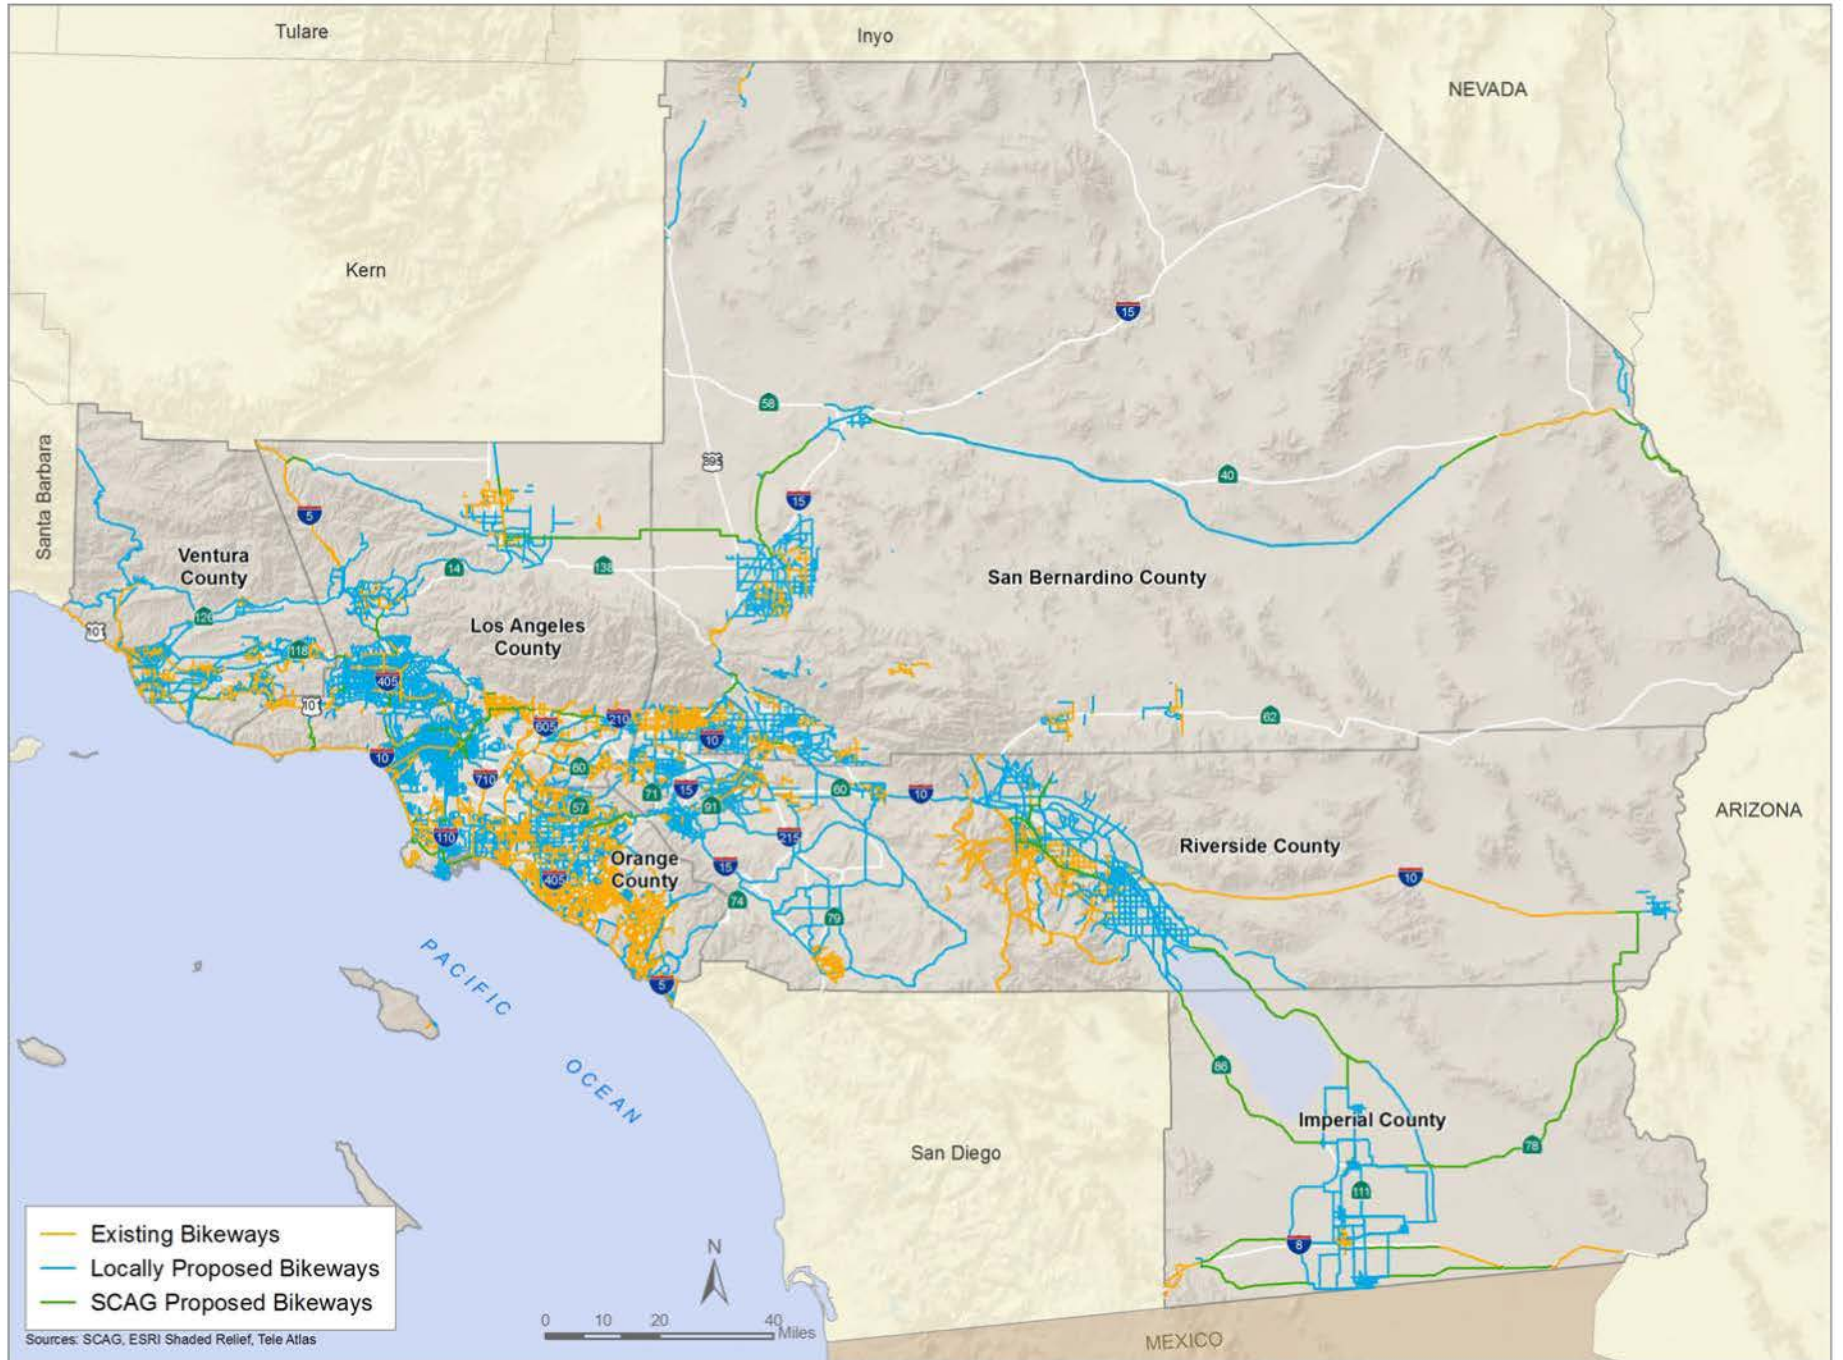 Tulare
Inyo
NEVADA
Kern
15
58
395
40
15
Santa Barbara
5
Ventura
County
14
138
San Bernardino County
126
101
Los Angeles
County
118
405
101
605
210
62
10
10
60
710
71
15
57
91
60
10
ARIZONA
110
215
Orange
County
Riverside County
15
405
10
74
79
5
PACIFIC
OCEAN
86
Imperial County
78
San Diego
111
8
Existing Bikeways
Locally Proposed Bikeways
SCAG Proposed Bikeways
Sources: SCAG, ESRI Shaded Relief, Tele Atlas
N
0 10 20 40
Miles
MEXICO